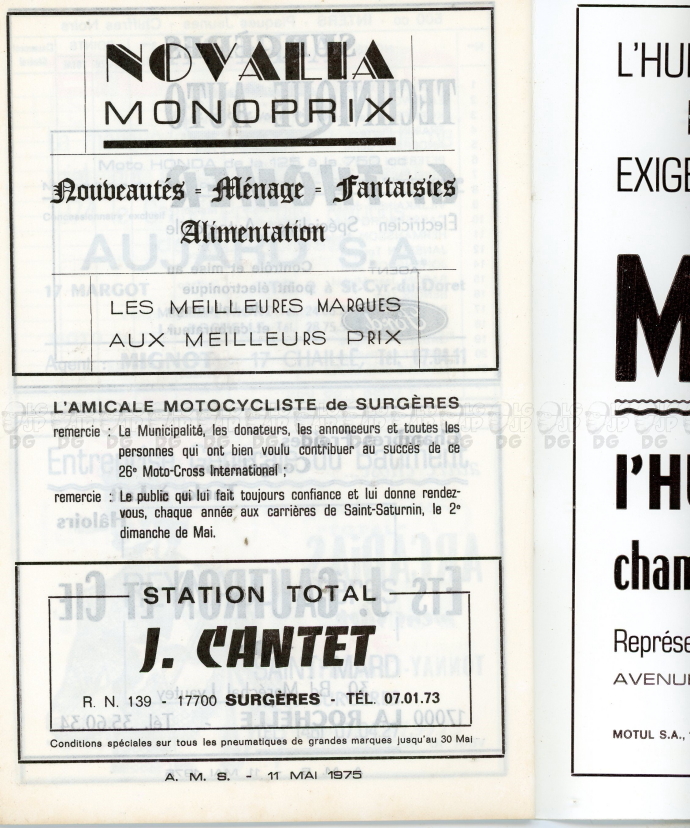 NOVALIA
MONOPRIX
Nouveautés - Ménage - Fantaisies
Alimentation
LES MEILLEURES MARQUES
AUX MEILLEURS PRIX
L'AMICALE MOTOCYCLISTE de SURGÈRES
remercie : La Municipalité, les donateurs, les annonceurs et toutes les
personnes qui ont bien voulu contribuer au succès de ce
26e Moto-Cross International ;
remercie : Le public qui lui fait toujours confiance et lui donne rendez-
vous, chaque année aux carrières de Saint-Saturnin, le 2e
dimanche de Mai.
STATION TOTAL
J. CANTET
R. N. 139 - 17700 SURGÈRES - TÉL. 07.01.73
Conditions spéciales sur tous les pneumatiques de grandes marques jusqu'au 30 Mai
A. M. S. - 11 MAI 1975
L'HU
EXIGE
M
l'H
cham
Représe
AVENU
MOTUL S.A.,